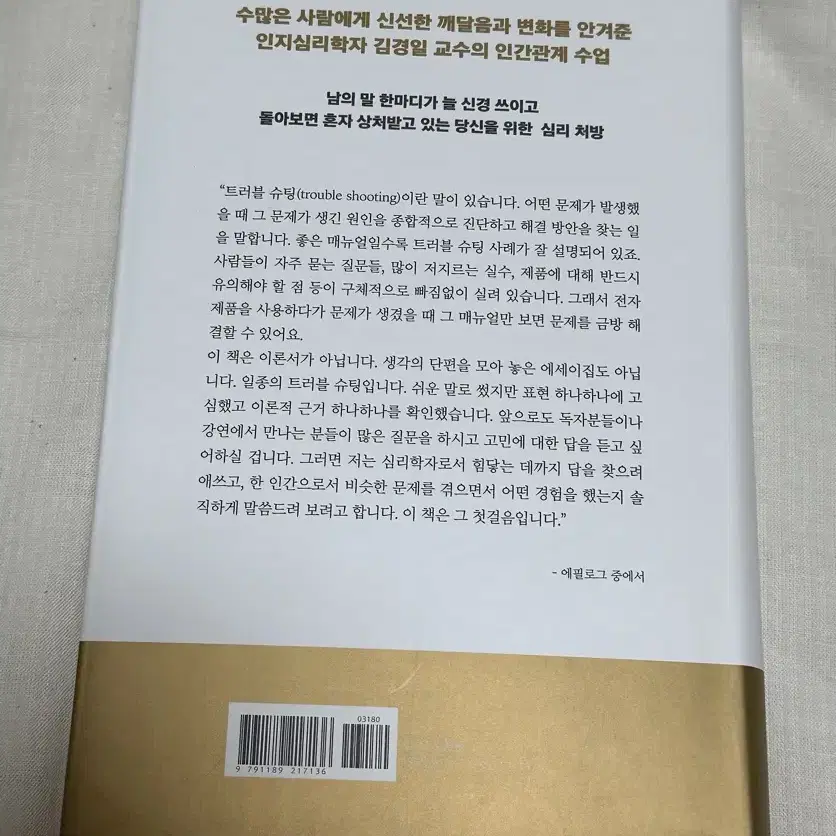 수많은 사람에게 신선한 깨달음과 변화를 안겨준
인지심리학자 김경일 교수의 인간관계 수업
남의 말 한마디가 늘 신경 쓰이고
돌아보면 혼자 상처받고 있는 당신을 위한 심리 처방
“트러블 슈팅(trouble shooting)이란 말이 있습니다. 어떤 문제가 발생했
을 때 그 문제가 생긴 원인을 종합적으로 진단하고 해결 방안을 찾는 일
을 말합니다. 좋은 매뉴얼일수록 트러블 슈팅 사례가 잘 설명되어 있죠.
사람들이 자주 묻는 질문들, 많이 저지르는 실수, 제품에 대해 반드시
유의해야 할 점 등이 구체적으로 빠짐없이 실려 있습니다. 그래서 전자
제품을 사용하다가 문제가 생겼을 때 그 매뉴얼만 보면 문제를 금방 해
결할 수 있어요.
이 책은 이론서가 아닙니다. 생각의 단편을 모아 놓은 에세이집도 아닙
니다. 일종의 트러블 슈팅입니다. 쉬운 말로 썼지만 표현 하나하나에 고
심했고 이론적 근거 하나하나를 확인했습니다. 앞으로도 독자분들이나
강연에서 만나는 분들이 많은 질문을 하시고 고민에 대한 답을 듣고 싶
어하실 겁니다. 그러면 저는 심리학자로서 힘닿는 데까지 답을 찾으려
애쓰고, 한 인간으로서 비슷한 문제를 겪으면서 어떤 경험을 했는지 솔
직하게 말씀드려 보려고 합니다. 이 책은 그 첫걸음입니다.”
- 에필로그 중에서
03180
9 791189 217136